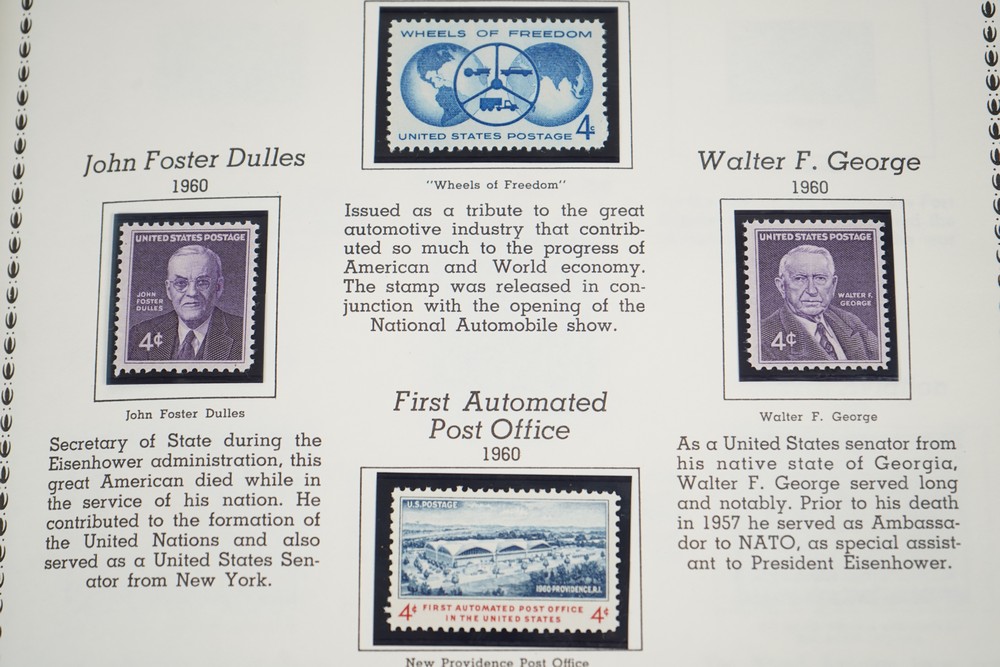 WHEELS OF FREEDOM
UNITED STATES POSTAGE 4c
"Wheels of Freedom"
Issued as a tribute to the great
automotive industry that contrib-
uted so much to the progress of
American and World economy.
The stamp was released in con-
junction with the opening of the
National Automobile show.
John Foster Dulles
1960
UNITED STATES POSTAGE
JOHN
FOSTER
DULLES
4¢
John Foster Dulles
Secretary of State during the
Eisenhower administration, this
great American died while in
the service of his nation. He
contributed to the formation of
the United Nations and also
served as a United States Sen-
ator from New York.
First Automated
Post Office
1960
U.S. POSTAGE
1960·PROVIDENCE, R.I.
4¢ FIRST AUTOMATED POST OFFICE 4¢
IN THE UNITED STATES
New Providence Post Office
Walter F. George
1960
UNITED STATES POSTAGE
WALTER F.
GEORGE
4¢
Walter F. George
As a United States senator from
his native state of Georgia,
Walter F. George served long
and notably. Prior to his death
in 1957 he served as Ambassa-
dor to NATO, as special assist-
ant to President Eisenhower.